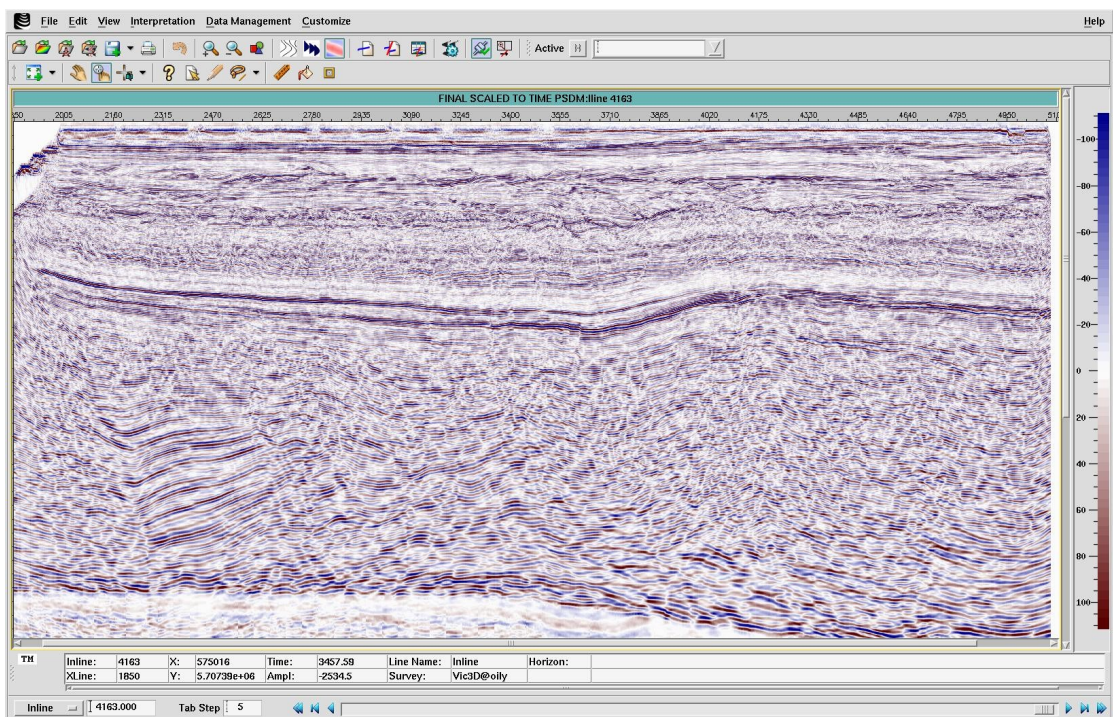 File Edit View Interpretation Data Management Customize Help
Active H
FINAL SCALED TO TIME PSDM:Iline 4163
2005 2160 2315 2470 2625 2780 2935 3090 3245 3400 3555 3710 3865 4020 4175 4330 4485 4640 4795 4950
-100
-80
-60
-40
-20
0
20
40
60
80
100
TM Inline: 4163 X: 575016 Time: 3457.59 Line Name: Inline Horizon:
XLine: 1850 Y: 5.70739e+06 Ampl: -2534.5 Survey: Vic3D@oily
Inline 4163.000 Tab Step 5